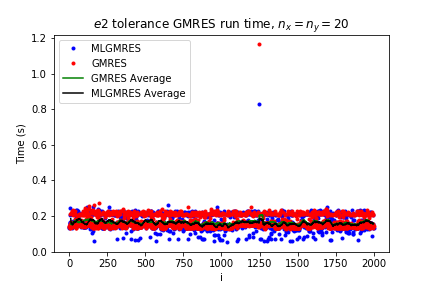 e2 tolerance GMRES run time, n_x = n_y = 20
MLGMRES
GMRES
GMRES Average
MLGMRES Average
Time (s)
1.2
1.0
0.8
0.6
0.4
0.2
0.0
0 250 500 750 1000 1250 1500 1750 2000
i